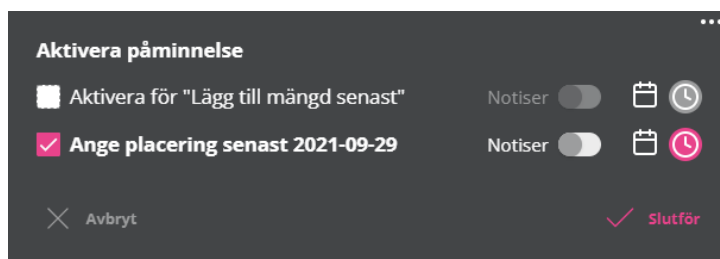 Aktivera påminnelse
Aktivera för "Lägg till mängd senast" Notiser
Ange placering senast 2021-09-29 Notiser
Avbryt Slutför